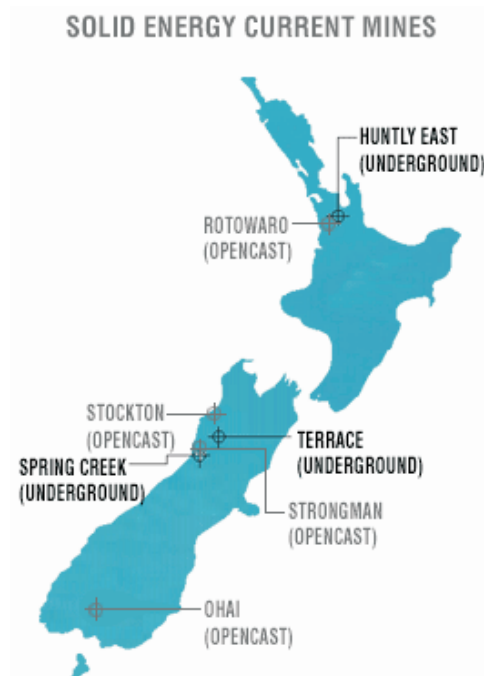 SOLID ENERGY CURRENT MINES
HUNTLY EAST
(UNDERGROUND)
ROTOWARO
(OPENCAST)
STOCKTON
(OPENCAST)
TERRACE
(UNDERGROUND)
SPRING CREEK
(UNDERGROUND)
STRONGMAN
(OPENCAST)
OHAI
(OPENCAST)